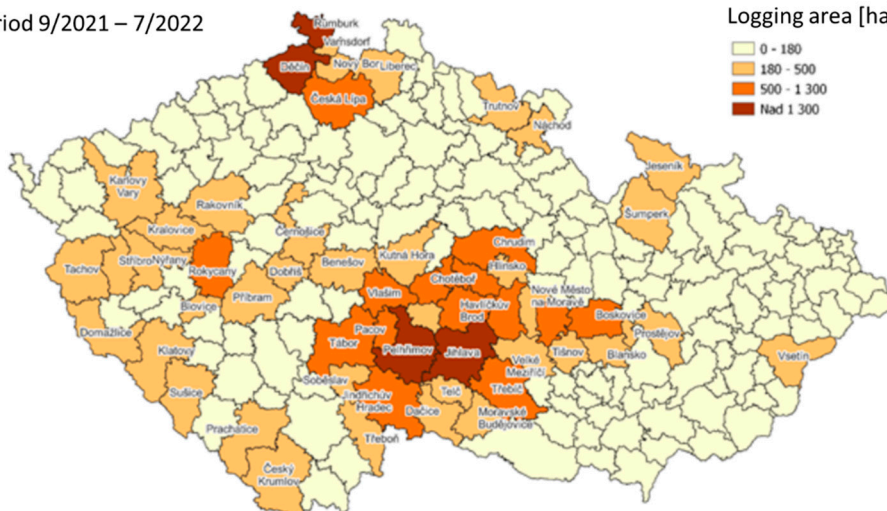 riod 9/2021 – 7/2022
Logging area [ha
0 - 180
180 - 500
500 - 1 300
Nad 1 300
Rumburk
Varnsdorf
Děčín
Nový Bor
Liberec
Česká Lípa
Trutnov
Náchod
Jeseník
Šumperk
Karlovy
Vary
Rakovník
Kralovice
Černošice
Tachov
Stříbro
Nýřany
Rokycany
Dobříš
Benešov
Kutná Hora
Chrudim
Hlinsko
Chotěboř
Příbram
Blovice
Vlašim
Havlíčkův
Brod
Nové Město
na Moravě
Boskovice
Prostějov
Domažlice
Klatovy
Pacov
Tábor
Pelhřimov
Jihlava
Velké
Meziříčí
Tišnov
Blansko
Vsetín
Sušice
Soběslav
Jindřichův
Hradec
Telč
Třebíč
Dačice
Moravské
Budějovice
Prachatice
Třeboň
Český
Krumlov